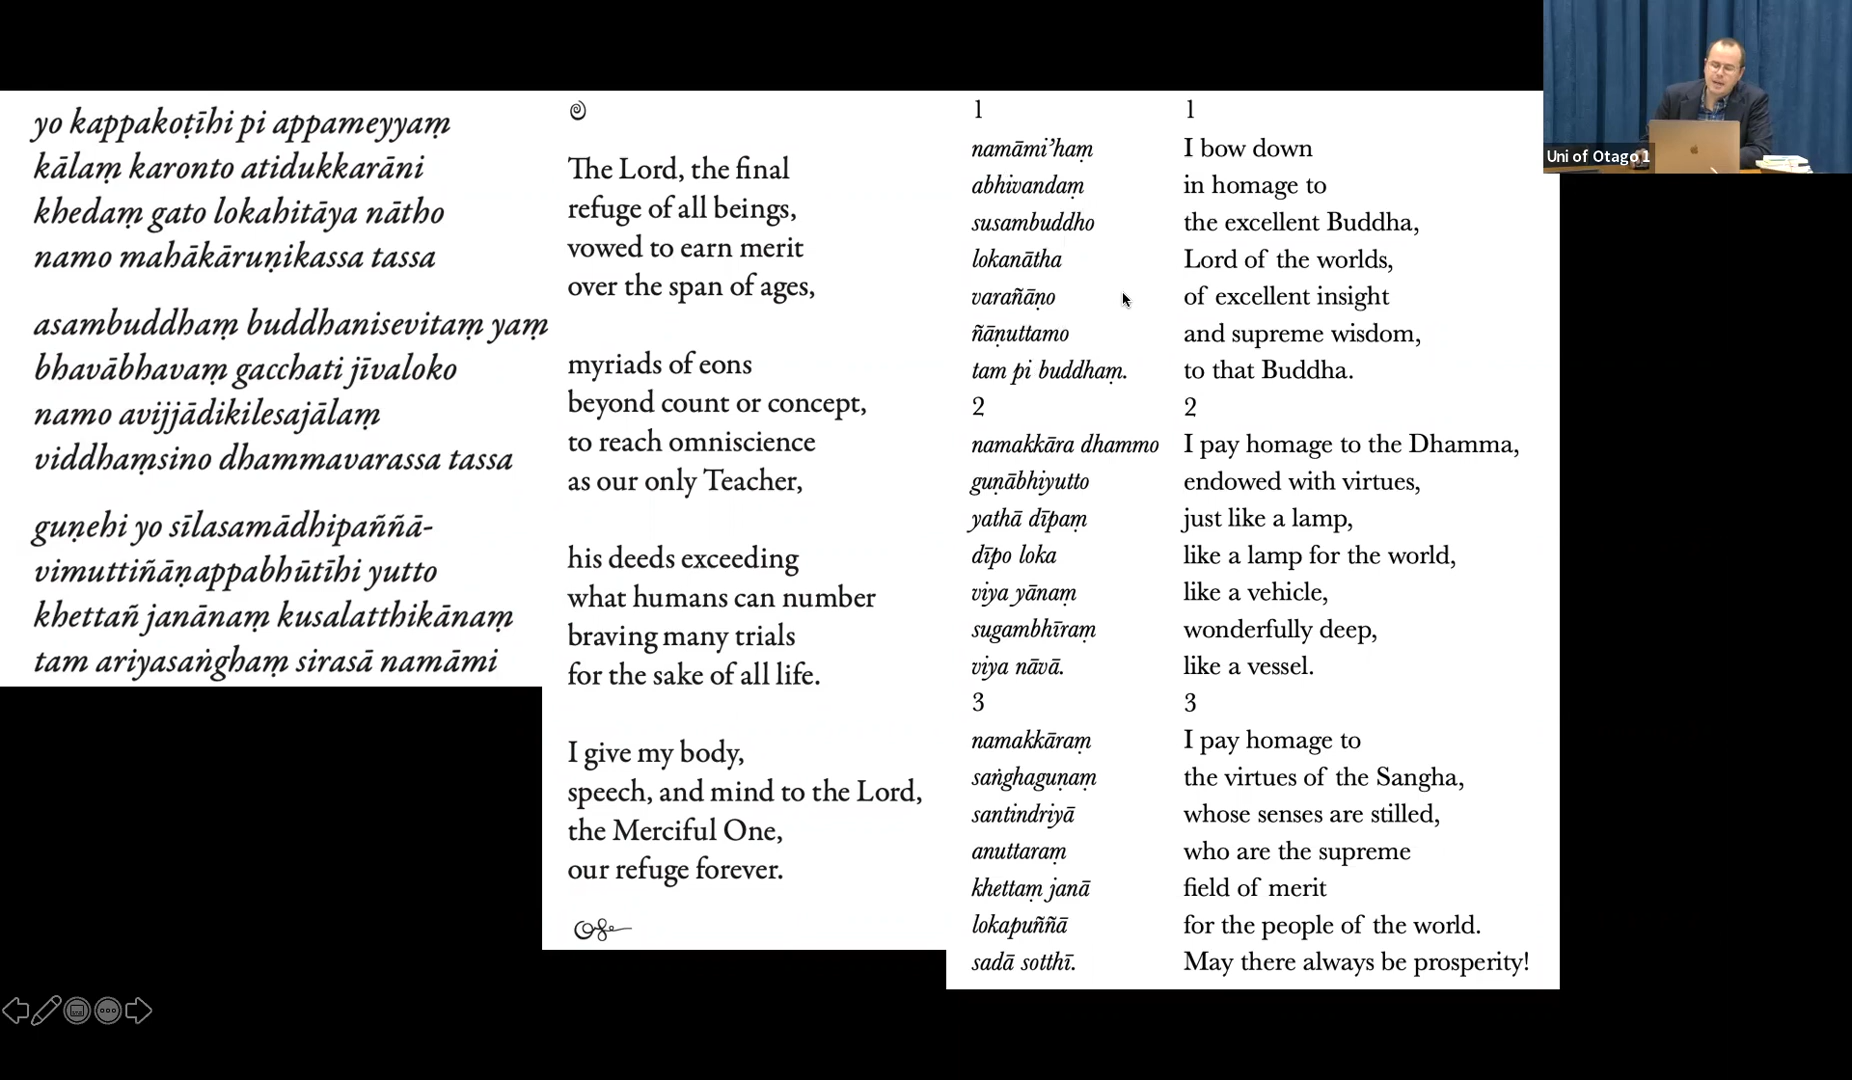 yo kappakoṭīhi pi appameyyaṃ
kālaṃ karonto atidukkarāni
khedaṃ gato lokahitāya nātho
namo mahākāruṇikassa tassa
asambuddhaṃ buddhanisevitaṃ yaṃ
bhavābhavaṃ gacchati jīvaloko
namo avijjādikilesajālaṃ
viddhaṃsino dhammavarassa tassa
guṇehi yo sīlasamādhipaññā-
vimuttiñāṇappabhūtīhi yutto
khettañ janānaṃ kusalatthikānaṃ
tam ariyasaṅghaṃ sirasā namāmi
The Lord, the final
refuge of all beings,
vowed to earn merit
over the span of ages,
myriads of eons
beyond count or concept,
to reach omniscience
as our only Teacher,
his deeds exceeding
what humans can number
braving many trials
for the sake of all life.
I give my body,
speech, and mind to the Lord,
the Merciful One,
our refuge forever.
1
namāmi’haṃ
abhivandaṃ
susambuddho
lokanātha
varañāṇo
ñāṇuttamo
tam pi buddhaṃ.
2
namakkāra dhammo
guṇābhiyutto
yathā dīpaṃ
dīpo loka
viya yānaṃ
sugambhīraṃ
viya nāvā.
3
namakkāraṃ
saṅghaguṇaṃ
santindriyā
anuttaraṃ
khettaṃ janā
lokapuññā
sadā sotthī.
1
I bow down
in homage to
the excellent Buddha,
Lord of the worlds,
of excellent insight
and supreme wisdom,
to that Buddha.
2
I pay homage to the Dhamma,
endowed with virtues,
just like a lamp,
like a lamp for the world,
like a vehicle,
wonderfully deep,
like a vessel.
3
I pay homage to
the virtues of the Sangha,
whose senses are stilled,
who are the supreme
field of merit
for the people of the world.
May there always be prosperity!
Uni of Otago 1